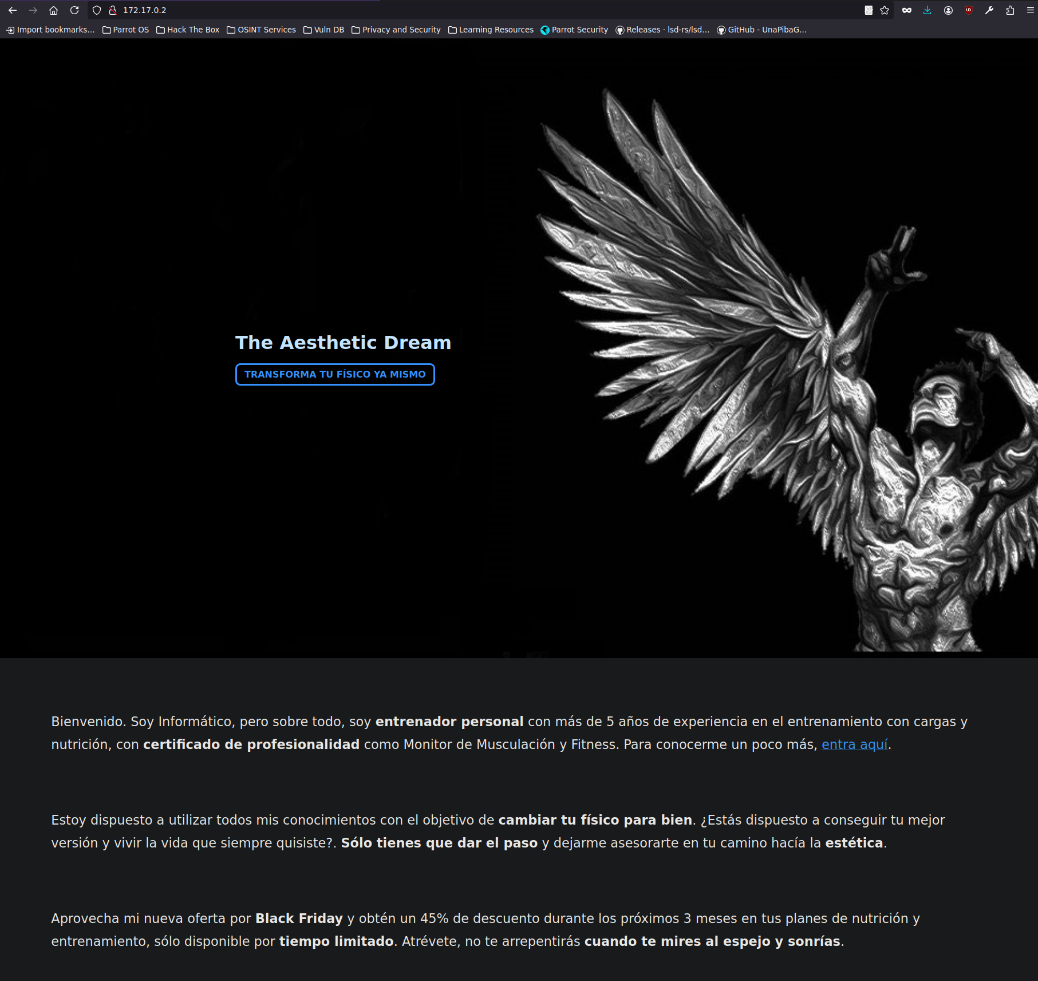 172.17.0.2
Import bookmarks... Parrot OS Hack The Box OSINT Services Vuln DB Privacy and Security Learning Resources Parrot Security Releases · lsd-rs/lsd... GitHub - UnaPibaG...
The Aesthetic Dream
TRANSFORMA TU FÍSICO YA MISMO
Bienvenido. Soy Informático, pero sobre todo, soy entrenador personal con más de 5 años de experiencia en el entrenamiento con cargas y
nutrición, con certificado de profesionalidad como Monitor de Musculación y Fitness. Para conocerme un poco más, entra aquí.
Estoy dispuesto a utilizar todos mis conocimientos con el objetivo de cambiar tu físico para bien. ¿Estás dispuesto a conseguir tu mejor
versión y vivir la vida que siempre quisiste?. Sólo tienes que dar el paso y dejarme asesorarte en tu camino hacía la estética.
Aprovecha mi nueva oferta por Black Friday y obtén un 45% de descuento durante los próximos 3 meses en tus planes de nutrición y
entrenamiento, sólo disponible por tiempo limitado. Atrévete, no te arrepentirás cuando te mires al espejo y sonrías.